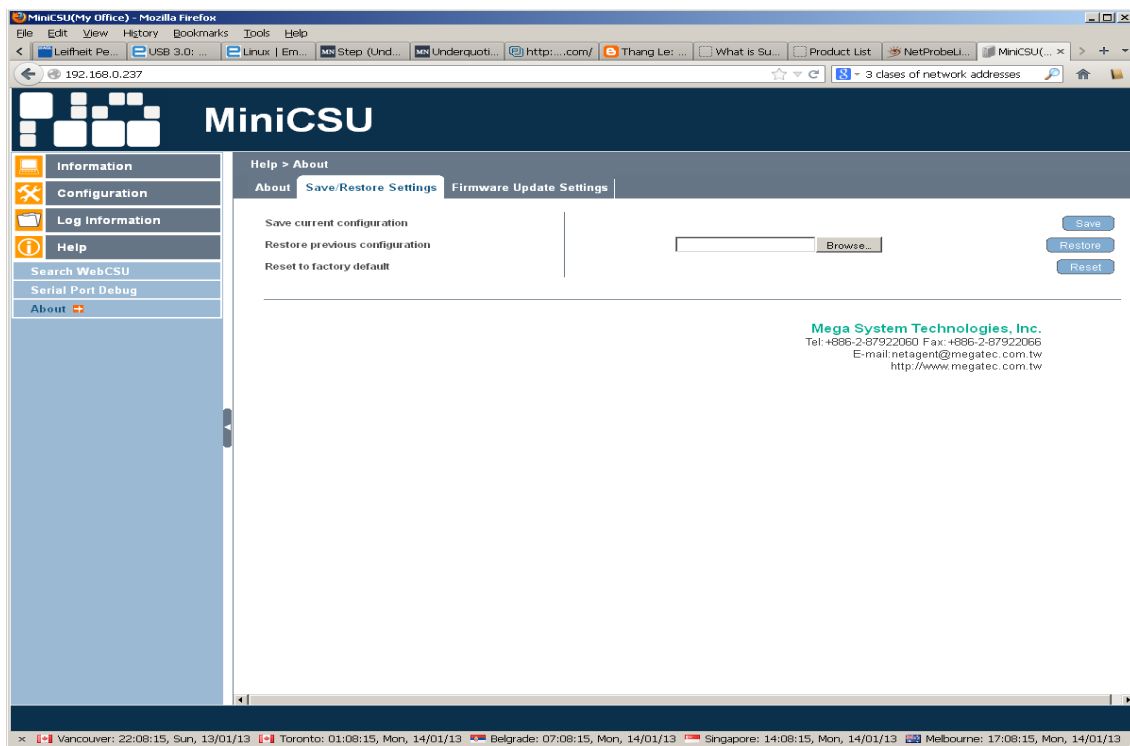 MiniCSU(My Office) - Mozilla Firefox
File Edit View History Bookmarks Tools Help
Leifheit Pe... USB 3.0: ... Linux | Em... MN Step (Und... MN Underquoti... http:....com/ Thang Le: ... What is Su... Product List NetProbeLi... MiniCSU(... × > +
192.168.0.237 3 clases of network addresses
MiniCSU
Information
Configuration
Log Information
Help
Search WebCSU
Serial Port Debug
About
Help > About
About Save/Restore Settings Firmware Update Settings
Save current configuration Save
Restore previous configuration Browse... Restore
Reset to factory default Reset
Mega System Technologies, Inc.
Tel:+886-2-87922060 Fax:+886-2-87922066
E-mail:netagent@megatec.com.tw
http://www.megatec.com.tw
× Vancouver: 22:08:15, Sun, 13/01/13 Toronto: 01:08:15, Mon, 14/01/13 Belgrade: 07:08:15, Mon, 14/01/13 Singapore: 14:08:15, Mon, 14/01/13 Melbourne: 17:08:15, Mon, 14/01/13